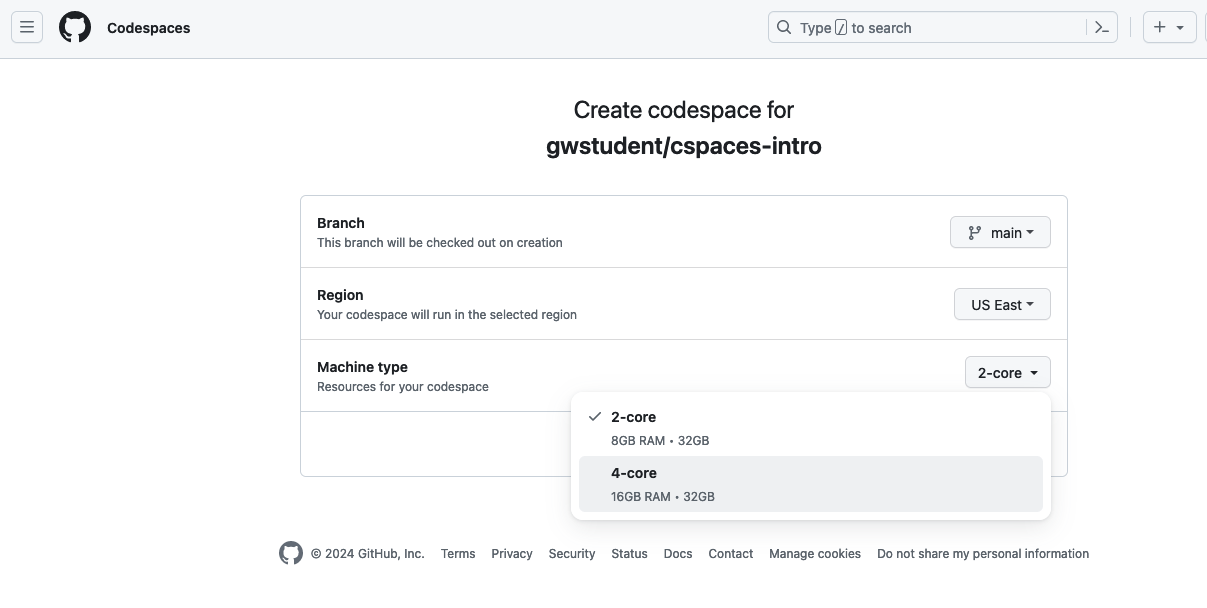 Codespaces
Type / to search
Create codespace for
gwstudent/cspaces-intro
Branch
This branch will be checked out on creation
main
Region
Your codespace will run in the selected region
US East
Machine type
Resources for your codespace
2-core
2-core
8GB RAM • 32GB
4-core
16GB RAM • 32GB
© 2024 GitHub, Inc. Terms Privacy Security Status Docs Contact Manage cookies Do not share my personal information